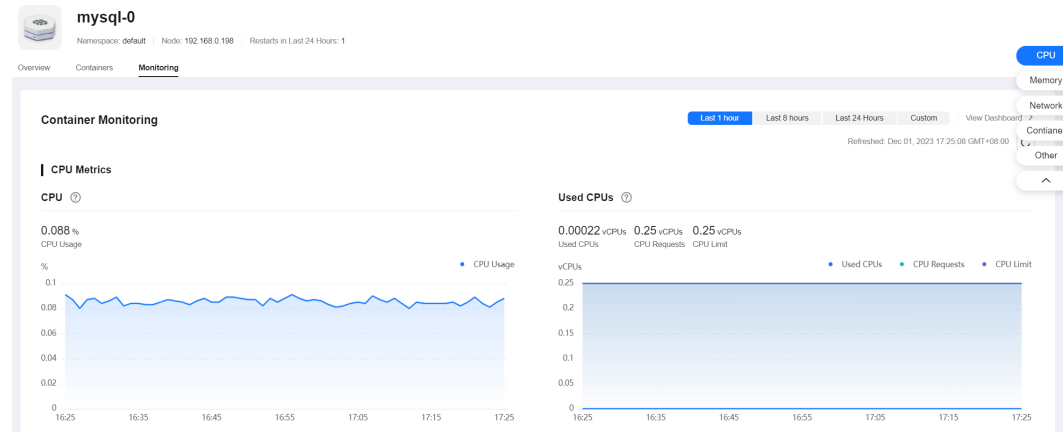 mysql-0
Namespace: default Node: 192.168.0.198 Restarts in Last 24 Hours: 1
Overview Containers Monitoring
CPU
Memory
Network
Contiane
Other
Container Monitoring
Last 1 hour Last 8 hours Last 24 Hours Custom View Dashboard
Refreshed: Dec 01, 2023 17:25:08 GMT+08:00
CPU Metrics
CPU
0.088 %
CPU Usage
% CPU Usage
0.1
0.08
0.06
0.04
0.02
0
16:25 16:35 16:45 16:55 17:05 17:15 17:25
Used CPUs
0.00022 vCPUs 0.25 vCPUs 0.25 vCPUs
Used CPUs CPU Requests CPU Limit
vCPUs Used CPUs CPU Requests CPU Limit
0.25
0.2
0.15
0.1
0.05
0
16:25 16:35 16:45 16:55 17:05 17:15 17:25